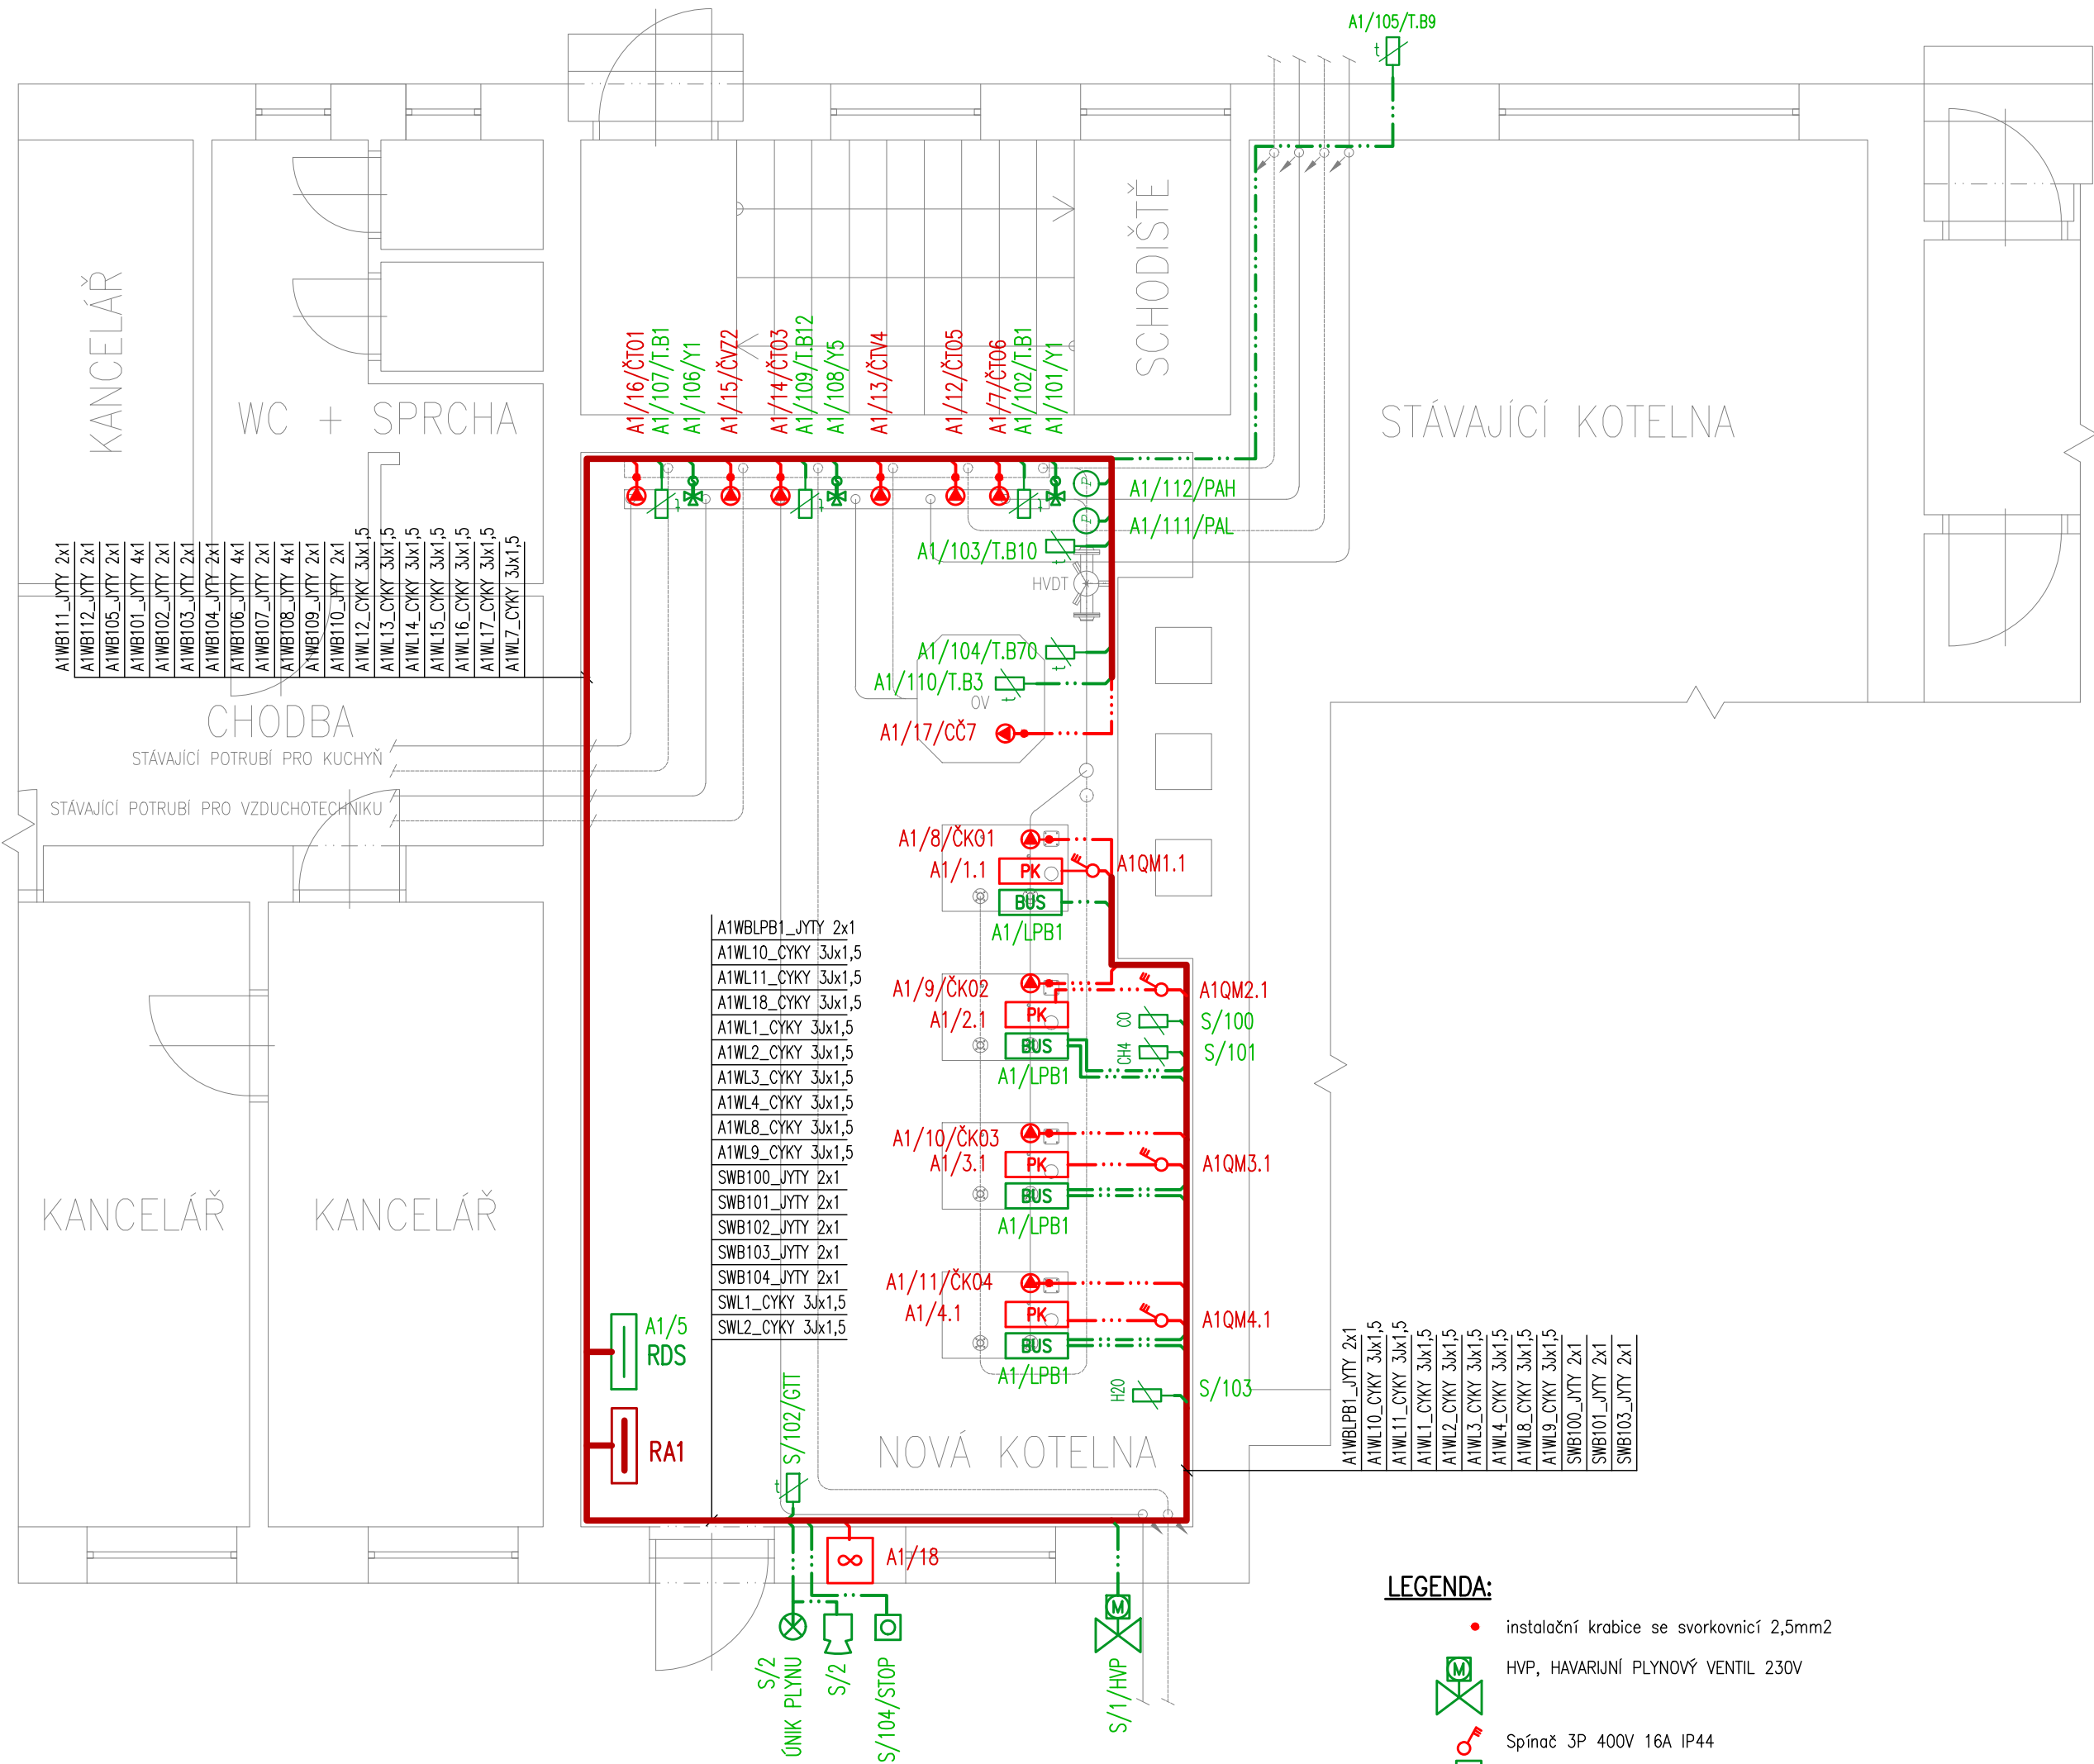 A1/105/T.B9
t
KANCELÁŘ
WC + SPRCHA
SCHODIŠTĚ
STÁVAJÍCÍ KOTELNA
A1/16/ČTO1
A1/107/T.B1
A1/106/Y1
A1/15/ČVZ2
A1/14/ČTO3
A1/109/T.B12
A1/108/Y5
A1/13/ČTV4
A1/12/ČTO5
A1/7/ČTO6
A1/102/T.B1
A1/101/Y1
t
t
t
P
A1/112/PAH
P
A1/111/PAL
A1/103/T.B10
t
HVDT
A1/104/T.B70
t
A1/110/T.B3
t
OV
A1/17/CČ7
A1WB111_JYTY 2x1
A1WB112_JYTY 2x1
A1WB105_JYTY 2x1
A1WB101_JYTY 4x1
A1WB102_JYTY 2x1
A1WB103_JYTY 2x1
A1WB104_JYTY 2x1
A1WB106_JYTY 4x1
A1WB107_JYTY 2x1
A1WB108_JYTY 4x1
A1WB109_JYTY 2x1
A1WB110_JYTY 2x1
A1WL12_CYKY 3Jx1,5
A1WL13_CYKY 3Jx1,5
A1WL14_CYKY 3Jx1,5
A1WL15_CYKY 3Jx1,5
A1WL16_CYKY 3Jx1,5
A1WL17_CYKY 3Jx1,5
A1WL7_CYKY 3Jx1,5
CHODBA
STÁVAJÍCÍ POTRUBÍ PRO KUCHYŇ
STÁVAJÍCÍ POTRUBÍ PRO VZDUCHOTECHNIKU
A1/8/ČKO1
A1/1.1
PK
A1QM1.1
BUS
A1/LPB1
A1/9/ČKO2
A1/2.1
PK
A1QM2.1
CO
S/100
BUS
CH4
S/101
A1/LPB1
A1/10/ČKO3
A1/3.1
PK
A1QM3.1
BUS
A1/LPB1
A1/11/ČKO4
A1/4.1
PK
A1QM4.1
BUS
A1/LPB1
H2O
S/103
A1WBLPB1_JYTY 2x1
A1WL10_CYKY 3Jx1,5
A1WL11_CYKY 3Jx1,5
A1WL18_CYKY 3Jx1,5
A1WL1_CYKY 3Jx1,5
A1WL2_CYKY 3Jx1,5
A1WL3_CYKY 3Jx1,5
A1WL4_CYKY 3Jx1,5
A1WL8_CYKY 3Jx1,5
A1WL9_CYKY 3Jx1,5
SWB100_JYTY 2x1
SWB101_JYTY 2x1
SWB102_JYTY 2x1
SWB103_JYTY 2x1
SWB104_JYTY 2x1
SWL1_CYKY 3Jx1,5
SWL2_CYKY 3Jx1,5
KANCELÁŘ
KANCELÁŘ
A1/5
RDS
RA1
S/102/GTT
t
NOVÁ KOTELNA
A1WBLPB1_JYTY 2x1
A1WL10_CYKY 3Jx1,5
A1WL11_CYKY 3Jx1,5
A1WL1_CYKY 3Jx1,5
A1WL2_CYKY 3Jx1,5
A1WL3_CYKY 3Jx1,5
A1WL4_CYKY 3Jx1,5
A1WL8_CYKY 3Jx1,5
A1WL9_CYKY 3Jx1,5
SWB100_JYTY 2x1
SWB101_JYTY 2x1
SWB103_JYTY 2x1
A1/18
M
S/2
ÚNIK PLYNU
S/2
S/104/STOP
S/1/HVP
LEGENDA:
instalační krabice se svorkovnicí 2,5mm2
M
HVP, HAVARIJNÍ PLYNOVÝ VENTIL 230V
Spínač 3P 400V 16A IP44